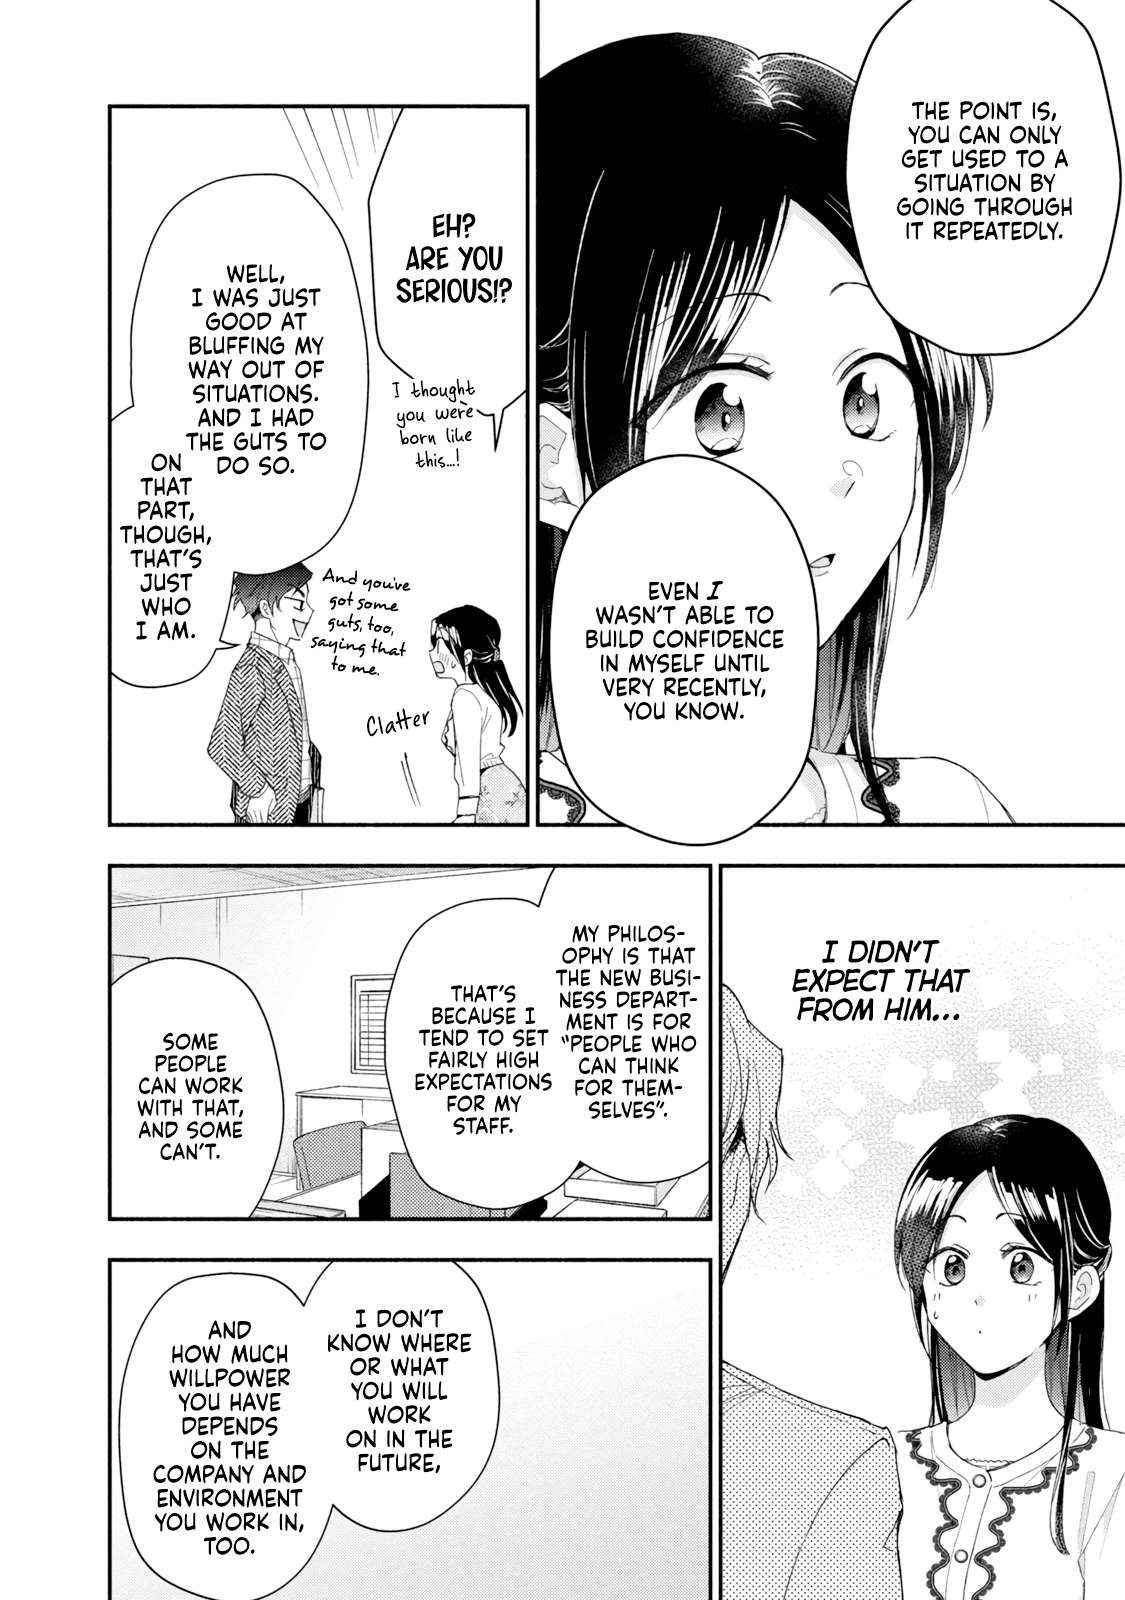 THE POINT IS,
YOU CAN ONLY
GET USED TO A
SITUATION BY
GOING THROUGH
IT REPEATEDLY.
EVEN I
WASN'T ABLE TO
BUILD CONFIDENCE
IN MYSELF UNTIL
VERY RECENTLY,
YOU KNOW.
EH?
ARE YOU
SERIOUS!?
I thought
you were
born like
this...!
WELL,
I WAS JUST
GOOD AT
BLUFFING MY
WAY OUT OF
SITUATIONS.
AND I HAD
THE GUTS TO
DO SO.
ON
THAT
PART,
THOUGH,
THAT'S
JUST
WHO
I AM.
And you've
got some
guts, too,
saying that
to me.
Clatter
I DIDN'T
EXPECT THAT
FROM HIM...
MY PHILOS-
OPHY IS THAT
THE NEW BUSI-
NESS DEPART-
MENT IS FOR
"PEOPLE WHO
CAN THINK
FOR THEM-
SELVES".
THAT'S
BECAUSE I
TEND TO SET
FAIRLY HIGH
EXPECTATIONS
FOR MY
STAFF.
SOME
PEOPLE
CAN WORK
WITH THAT,
AND SOME
CAN'T.
I DON'T
KNOW WHERE
OR WHAT
YOU WILL
WORK
ON IN THE
FUTURE,
AND
HOW MUCH
WILLPOWER
YOU HAVE
DEPENDS
ON THE
COMPANY AND
ENVIRONMENT
YOU WORK IN,
TOO.